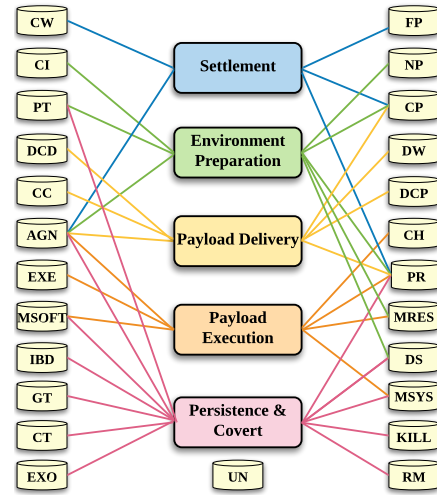 CW
CI
PT
DCD
CC
AGN
EXE
MSOFT
IBD
GT
CT
EXO
Settlement
Environment
Preparation
Payload Delivery
Payload
Execution
Persistence &
Covert
UN
FP
NP
CP
DW
DCP
CH
PR
MRES
DS
MSYS
KILL
RM